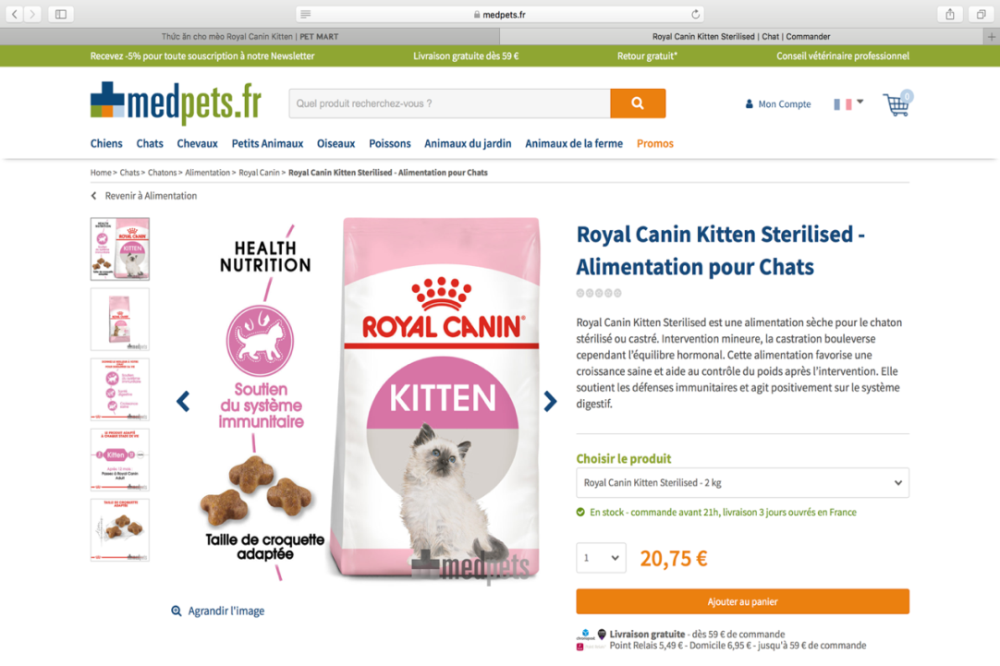 medpets.fr
Thức ăn cho mèo Royal Canin Kitten | PET MART
Royal Canin Kitten Sterilised | Chat | Commander
Recevez -5% pour toute souscription à notre Newsletter
Livraison gratuite dès 59 €
Retour gratuit*
Conseil vétérinaire professionnel
medpets.fr
Quel produit recherchez-vous ?
Mon Compte
0
Chiens Chats Chevaux Petits Animaux Oiseaux Poissons Animaux du jardin Animaux de la ferme Promos
Home > Chats > Chatons > Alimentation > Royal Canin > Royal Canin Kitten Sterilised - Alimentation pour Chats
Revenir à Alimentation
HEALTH
NUTRITION
Soutien
du système
immunitaire
Taille de croquette
adaptée
ROYAL CANIN
KITTEN
medpets
Agrandir l'image
Royal Canin Kitten Sterilised -
Alimentation pour Chats
Royal Canin Kitten Sterilised est une alimentation sèche pour le chaton
stérilisé ou castré. Intervention mineure, la castration bouleverse
cependant l'équilibre hormonal. Cette alimentation favorise une
croissance saine et aide au contrôle du poids après l'intervention. Elle
soutient les défenses immunitaires et agit positivement sur le système
digestif.
Choisir le produit
Royal Canin Kitten Sterilised - 2 kg
En stock - commande avant 21h, livraison 3 jours ouvrés en France
1
20,75 €
Ajouter au panier
Livraison gratuite - dès 59 € de commande
Point Relais 5,49 € - Domicile 6,95 € - jusqu'à 59 € de commande